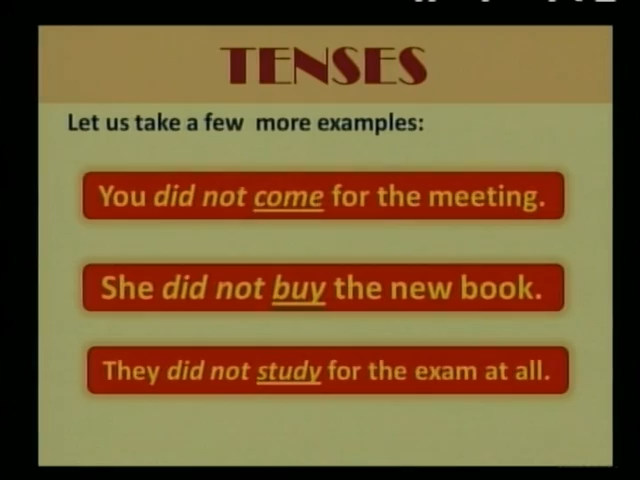 TENSES
Let us take a few more examples:
You did not come for the meeting.
She did not buy the new book.
They did not study for the exam at all.